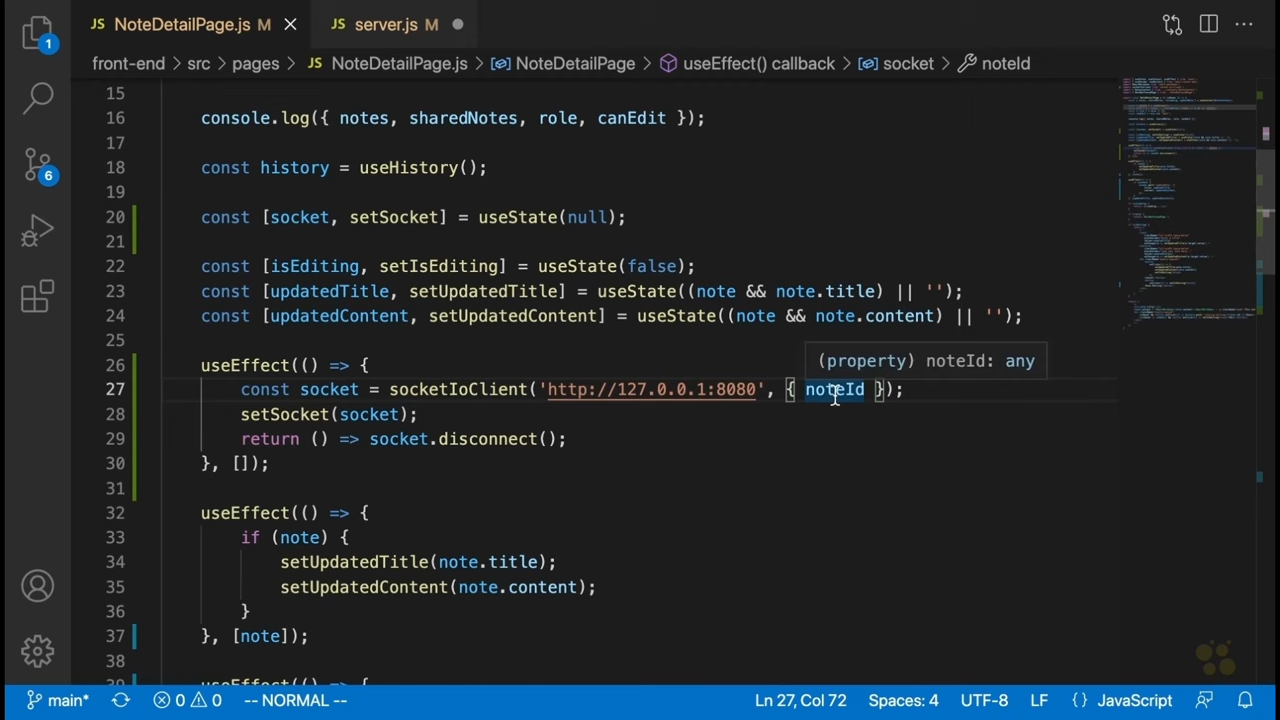 JS NoteDetailPage.js M
JS server.js M
front-end > src > pages > JS NoteDetailPage.js > NoteDetailPage > useEffect() callback > socket > noteId
1
6
15
16 console.log({ notes, sharedNotes, role, canEdit });
17
18 const history = useHistory();
19
20 const [socket, setSocket] = useState(null);
21
22 const [isEditing, setIsEditing] = useState(false);
23 const [updatedTitle, setUpdatedTitle] = useState((note && note.title) || '');
24 const [updatedContent, setUpdatedContent] = useState((note && note.content) || '');
25
26 useEffect(() => {
(property) noteId: any
27 const socket = socketIoClient('http://127.0.0.1:8080', { noteId });
28 setSocket(socket);
29 return () => socket.disconnect();
30 }, []);
31
32 useEffect(() => {
33 if (note) {
34 setUpdatedTitle(note.title);
35 setUpdatedContent(note.content);
36 }
37 }, [note]);
38
main* 0 0 -- NORMAL -- Ln 27, Col 72 Spaces: 4 UTF-8 LF {} JavaScript